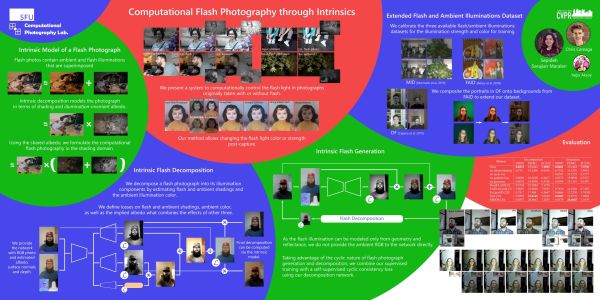 SFU
Computational
Photography Lab.
Computational Flash Photography through Intrinsics
CVPR
Intrinsic Model of a Flash Photograph
Flash photos contain ambient and flash illuminations
that are superimposed
Intrinsic decomposition models the photograph
in terms of shading and illumination-invariant albedo.
Using the shared albedo, we formulate the computational
flash photography in the shading domain.
We present a system to computationally control the flash light in photographs
originally taken with or without flash
Our method allows changing the flash light color or strength
post-capture.
Extended Flash and Ambient Illuminations Dataset
We calibrate the three available flash/ambient illumination
datasets for the illumination strength and color for training.
MID
FAID
We composite the portraits in DF onto backgrounds from
FAID to extend our dataset.
DF
Sepideh
Sarajian Maralan
Chris Careaga
Yağız Aksoy
Intrinsic Flash Decomposition
We decompose a flash photograph into its illumination
components by estimating flash and ambient shadings and
the ambient illumination color.
We define losses on flash and ambient shadings, ambient color,
as well as the implied albedo what combines the effects of other three.
We provide
the network
with RGB photo
and estimated
albedo,
surface normals,
and depth
Final decomposition
can be computed
via the intrinsic
model.
Intrinsic Flash Generation
Flash Decomposition
As the flash illumination can be modeled only from geometry and
reflectance, we do not provide the ambient RGB to the network directly.
Taking advantage of the cyclic nature of flash photograph
generation and decomposition, we combine our supervised
training with a self-supervised cyclic consistency loss
using our decomposition network.
Evaluation